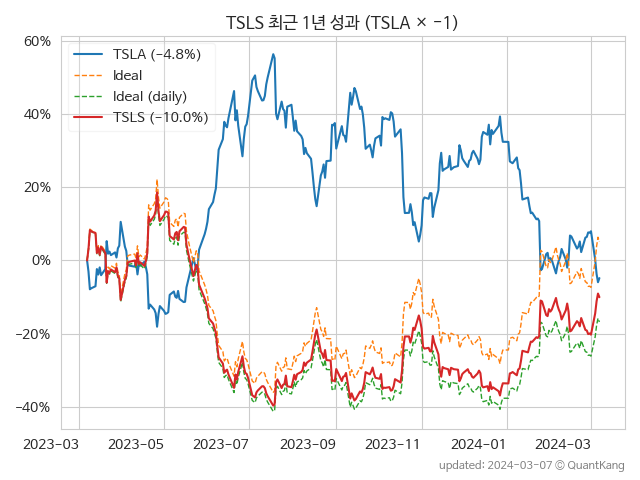 TSLS 최근 1년 성과 (TSLA × −1)
60%
40%
20%
0%
−20%
−40%
TSLA (−4.8%)
Ideal
Ideal (daily)
TSLS (−10.0%)
2023−03
2023−05
2023−07
2023−09
2023−11
2024−01
2024−03
updated: 2024−03−07 © QuantKang